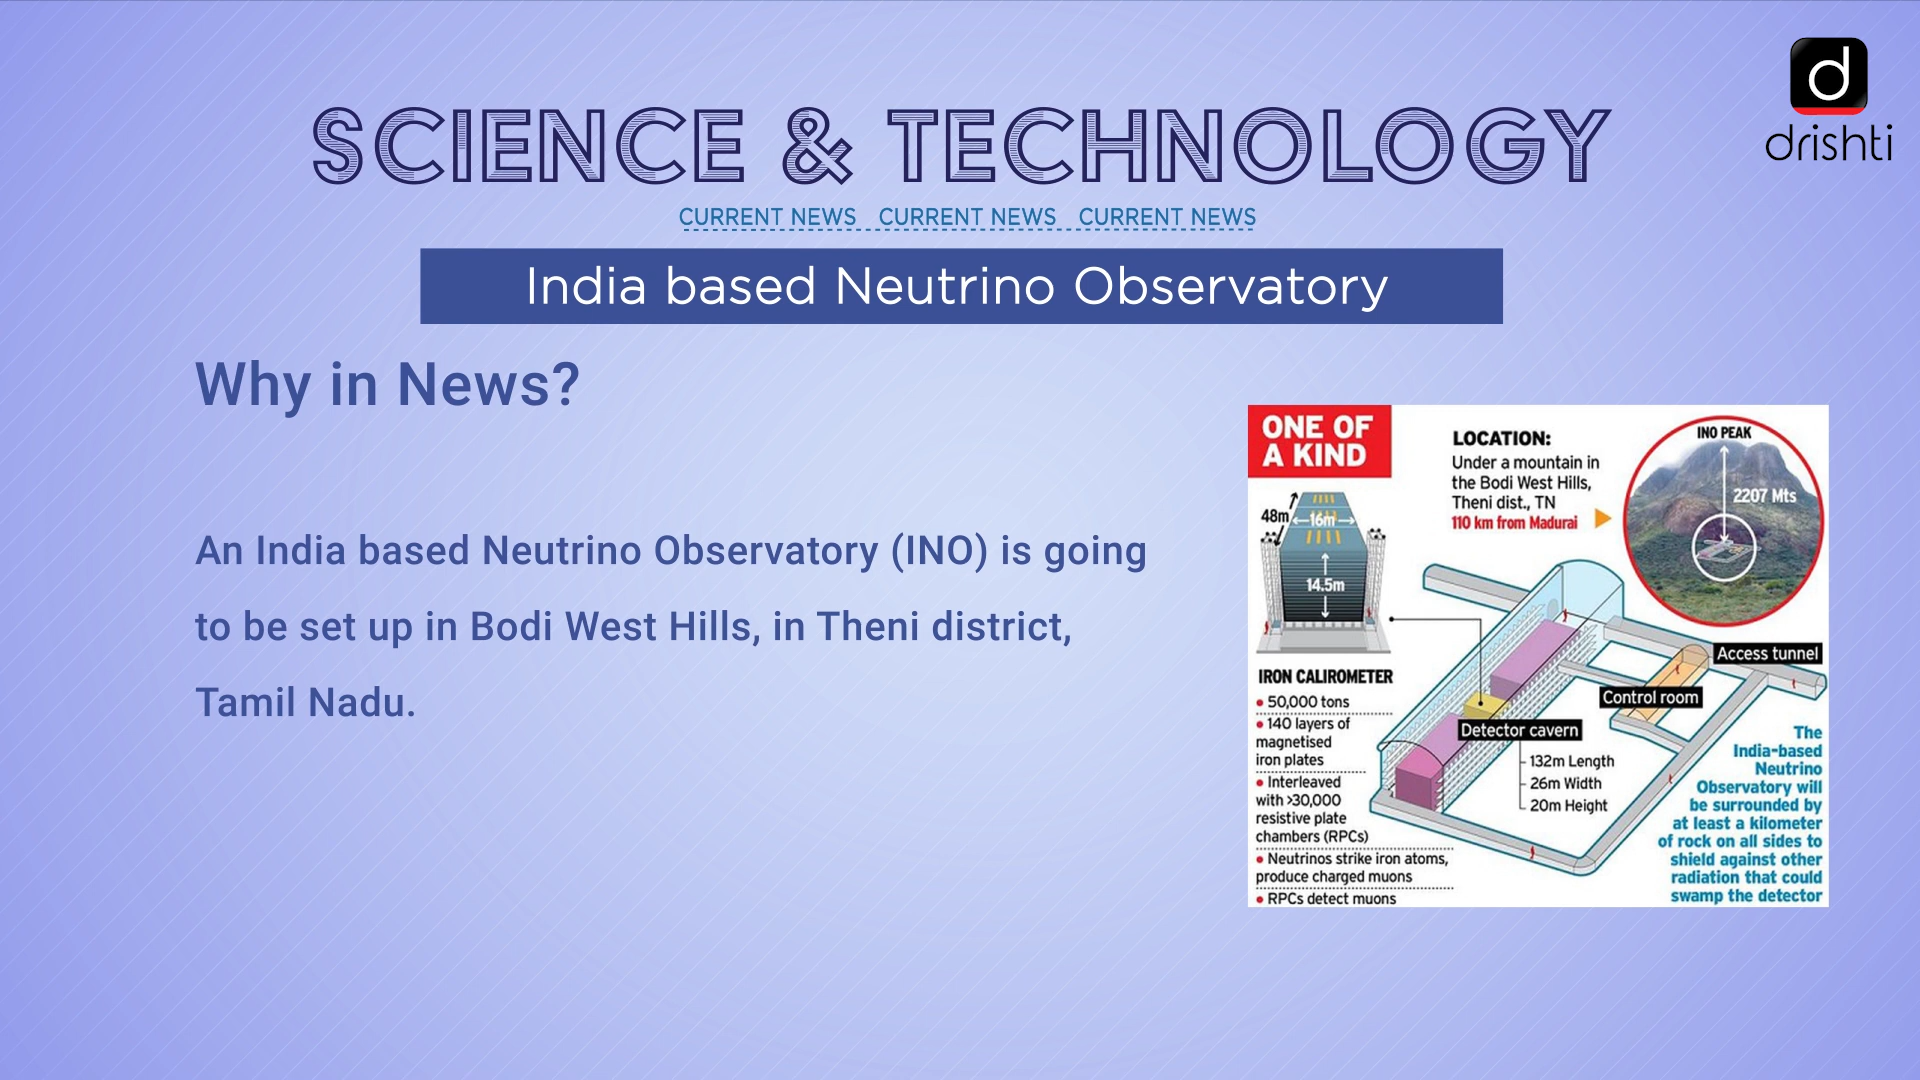 SCIENCE & TECHNOLOGY
d
drishti
CURRENT NEWS CURRENT NEWS CURRENT NEWS
India based Neutrino Observatory
Why in News?
An India based Neutrino Observatory (INO) is going
to be set up in Bodi West Hills, in Theni district,
Tamil Nadu.
ONE OF
A KIND
LOCATION:
Under a mountain in
the Bodi West Hills,
Theni dist., TN
110 km from Madurai
INO PEAK
2207 Mts
48m
16m
14.5m
IRON CALIROMETER
• 50,000 tons
• 140 layers of
magnetised
iron plates
• Interleaved
with >30,000
resistive plate
chambers (RPCs)
• Neutrinos strike iron atoms,
produce charged muons
• RPCs detect muons
Access tunnel
Control room
Detector cavern
132m Length
26m Width
20m Height
The
India-based
Neutrino
Observatory will
be surrounded by
at least a kilometer
of rock on all sides to
shield against other
radiation that could
swamp the detector